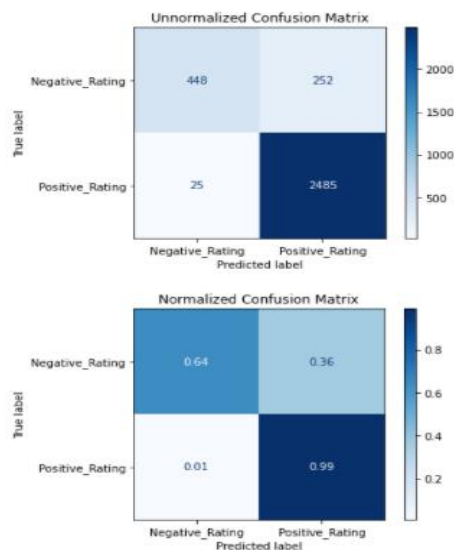 Unnormalized Confusion Matrix
Negative_Rating 448 252
Positive_Rating 25 2485
Negative_Rating Positive_Rating
Predicted label
True label
2000
1500
1000
500
Normalized Confusion Matrix
Negative_Rating 0.64 0.36
Positive_Rating 0.01 0.99
Negative_Rating Positive_Rating
Predicted label
True label
0.8
0.6
0.4
0.2